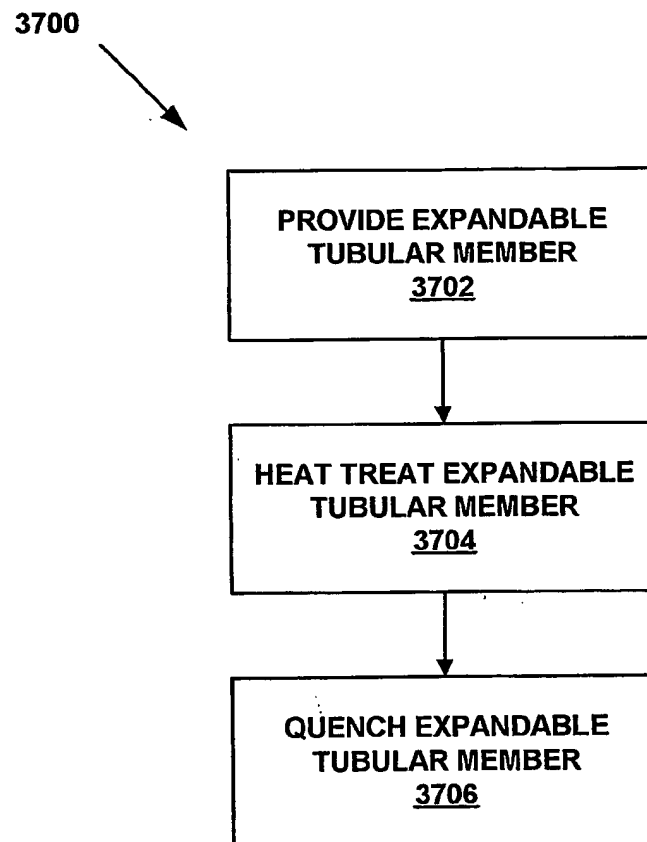 3700
PROVIDE EXPANDABLE
TUBULAR MEMBER
3702
HEAT TREAT EXPANDABLE
TUBULAR MEMBER
3704
QUENCH EXPANDABLE
TUBULAR MEMBER
3706